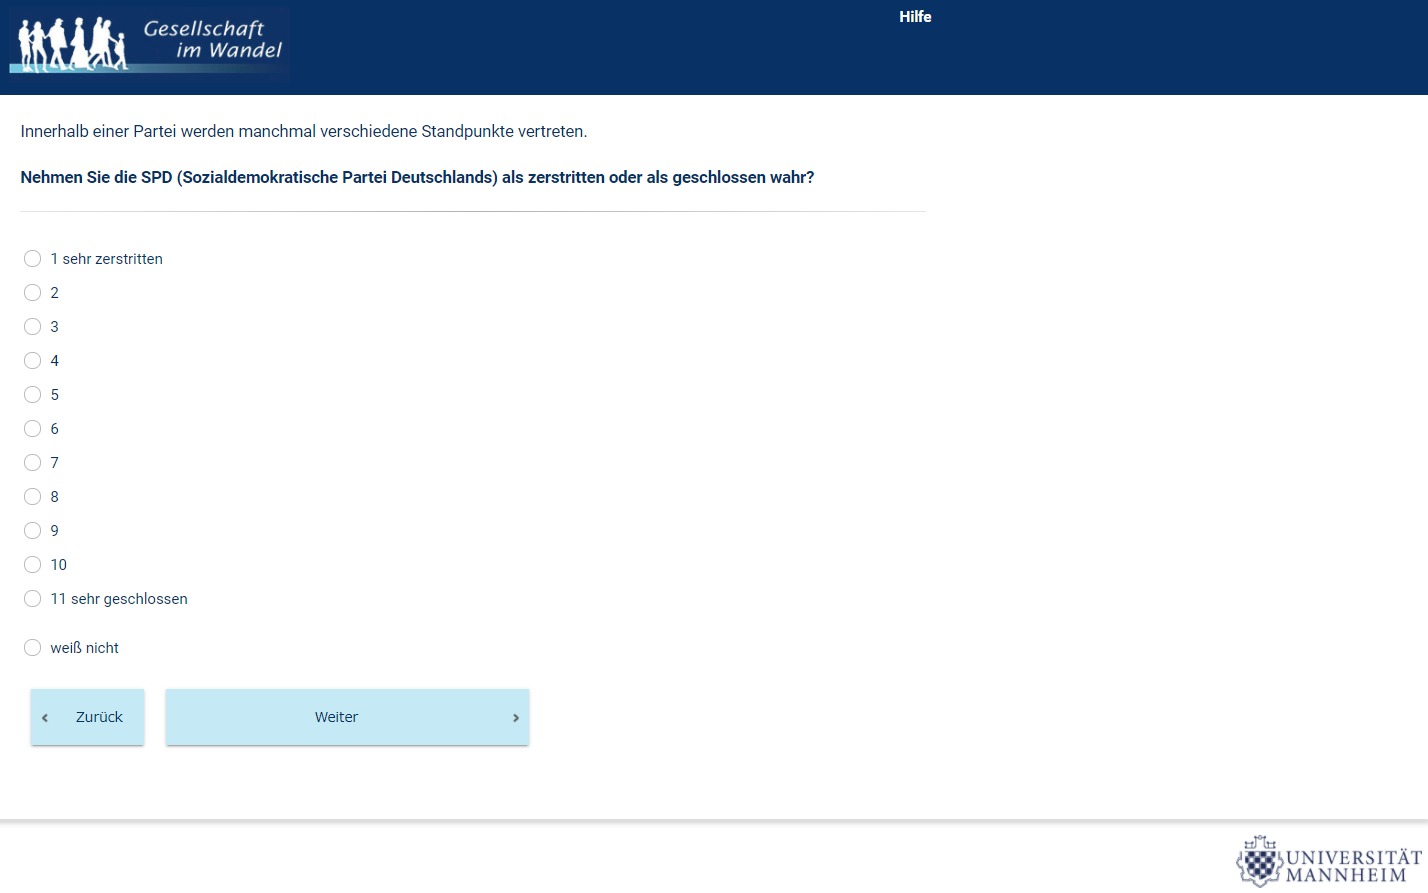 Gesellschaft
im Wandel
Hilfe
Innerhalb einer Partei werden manchmal verschiedene Standpunkte vertreten.
Nehmen Sie die SPD (Sozialdemokratische Partei Deutschlands) als zerstritten oder als geschlossen wahr?
1 sehr zerstritten
2
3
4
5
6
7
8
9
10
11 sehr geschlossen
weiß nicht
Zurück
Weiter
UNIVERSITÄT
MANNHEIM